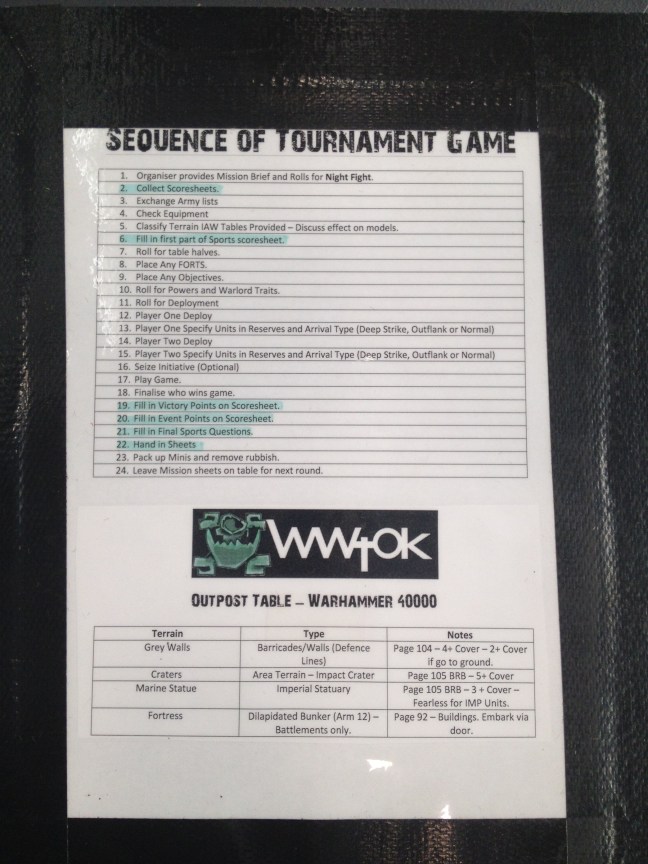 SEQUENCE OF TOURNAMENT GAME
1. Organiser provides Mission Brief and Rolls for Night Fight.
2. Collect Scoresheets.
3. Exchange Army lists
4. Check Equipment
5. Classify Terrain IAW Tables Provided – Discuss effect on models.
6. Fill in first part of Sports scoresheet.
7. Roll for table halves.
8. Place Any FORTS.
9. Place Any Objectives.
10. Roll for Powers and Warlord Traits.
11. Roll for Deployment
12. Player One Deploy
13. Player One Specify Units in Reserves and Arrival Type (Deep Strike, Outflank or Normal)
14. Player Two Deploy
15. Player Two Specify Units in Reserves and Arrival Type (Deep Strike, Outflank or Normal)
16. Seize Initiative (Optional)
17. Play Game.
18. Finalise who wins game.
19. Fill in Victory Points on Scoresheet.
20. Fill in Event Points on Scoresheet.
21. Fill in Final Sports Questions.
22. Hand in Sheets
23. Pack up Minis and remove rubbish.
24. Leave Mission sheets on table for next round.
WW4OK
OUTPOST TABLE – WARHAMMER 40000
Terrain Type Notes
Grey Walls Barricades/Walls (Defence Page 104 – 4+ Cover – 2+ Cover
Lines) if go to ground.
Craters Area Terrain – Impact Crater Page 105 BRB – 5+ Cover
Marine Statue Imperial Statuary Page 105 BRB – 3 + Cover –
Fearless for IMP Units.
Fortress Dilapidated Bunker (Arm 12) – Page 92 – Buildings. Embark via
Battlements only. door.